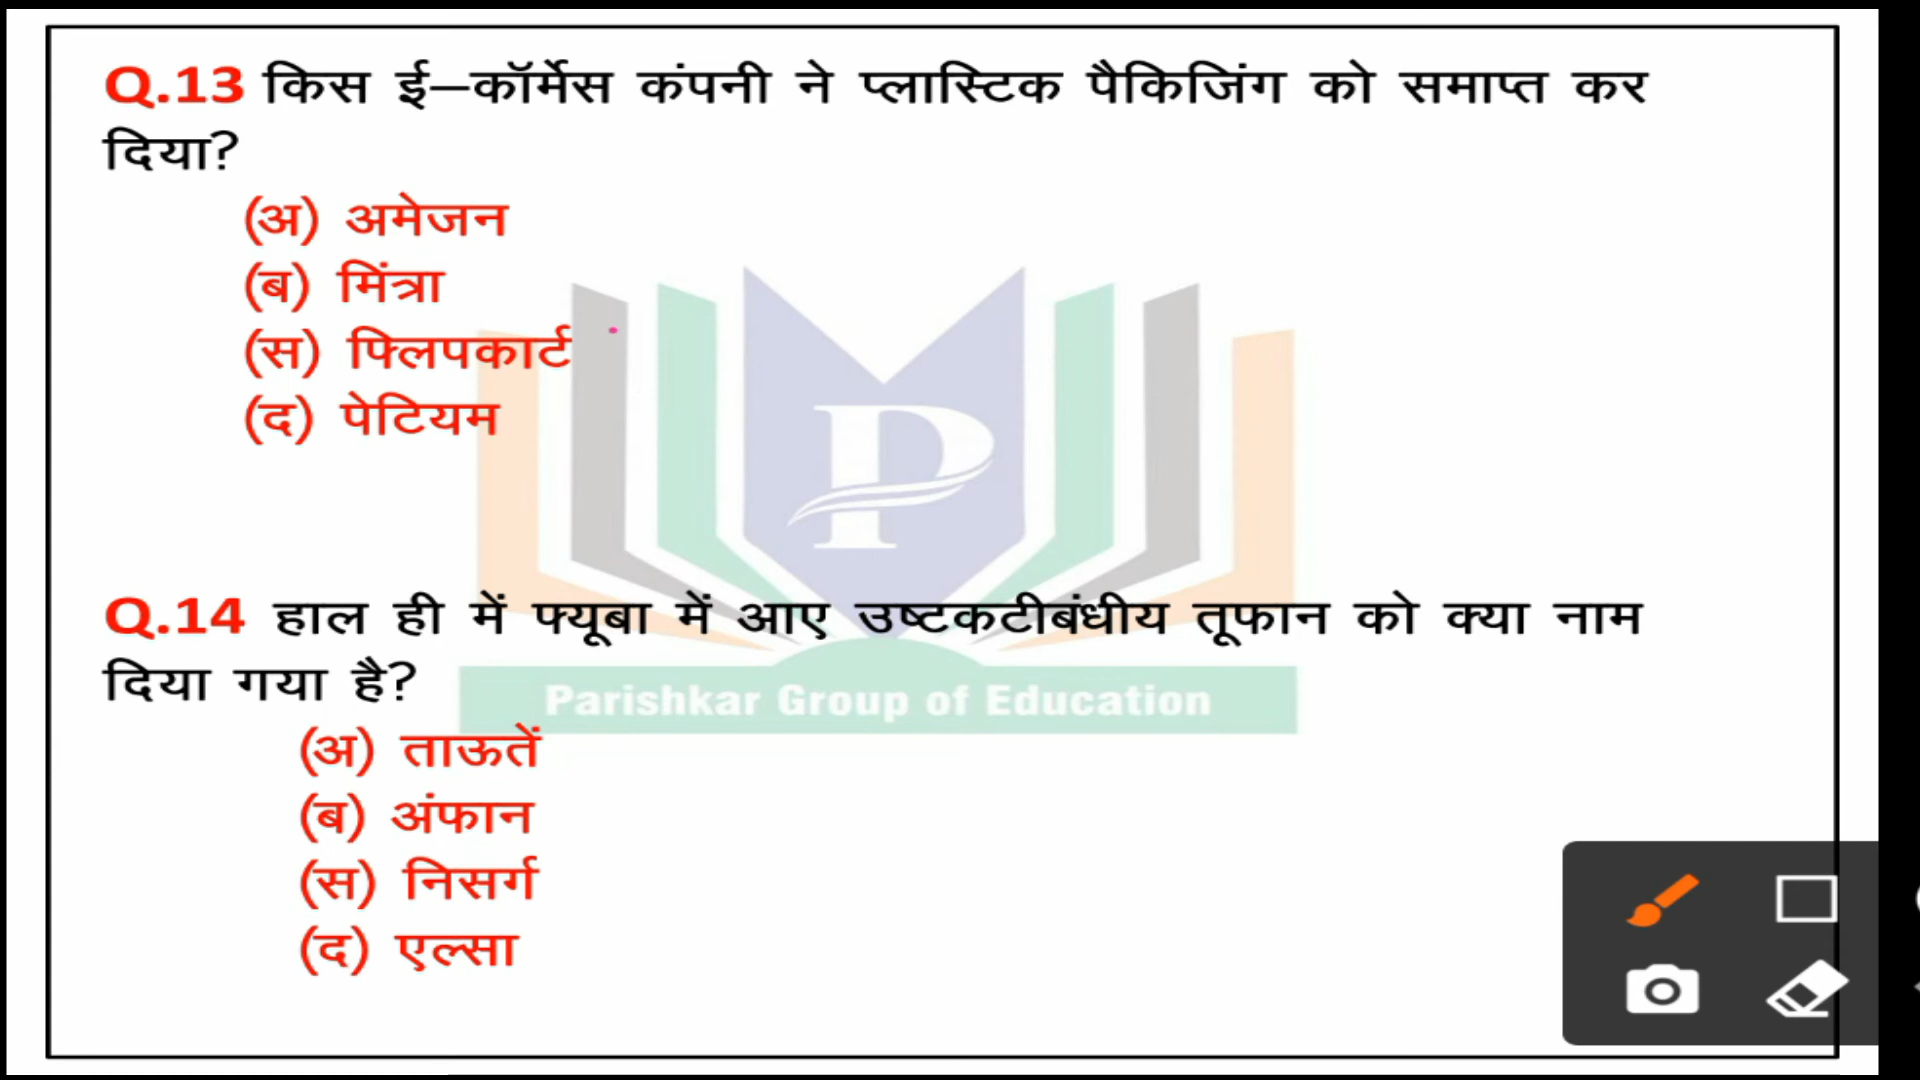 Q.13 किस ई–कॉर्मेस कंपनी ने प्लास्टिक पैकिजिंग को समाप्त कर
दिया?
(अ) अमेजन
(ब) मिंत्रा
(स) फ्लिपकार्ट
(द) पेटियम
P
Q.14 हाल ही में फ्यूबा में आए उष्टकटीबंधीय तूफान को क्या नाम
दिया गया है?
Parishkar Group of Education
(अ) ताऊतें
(ब) अंफान
(स) निसर्ग
(द) एल्सा